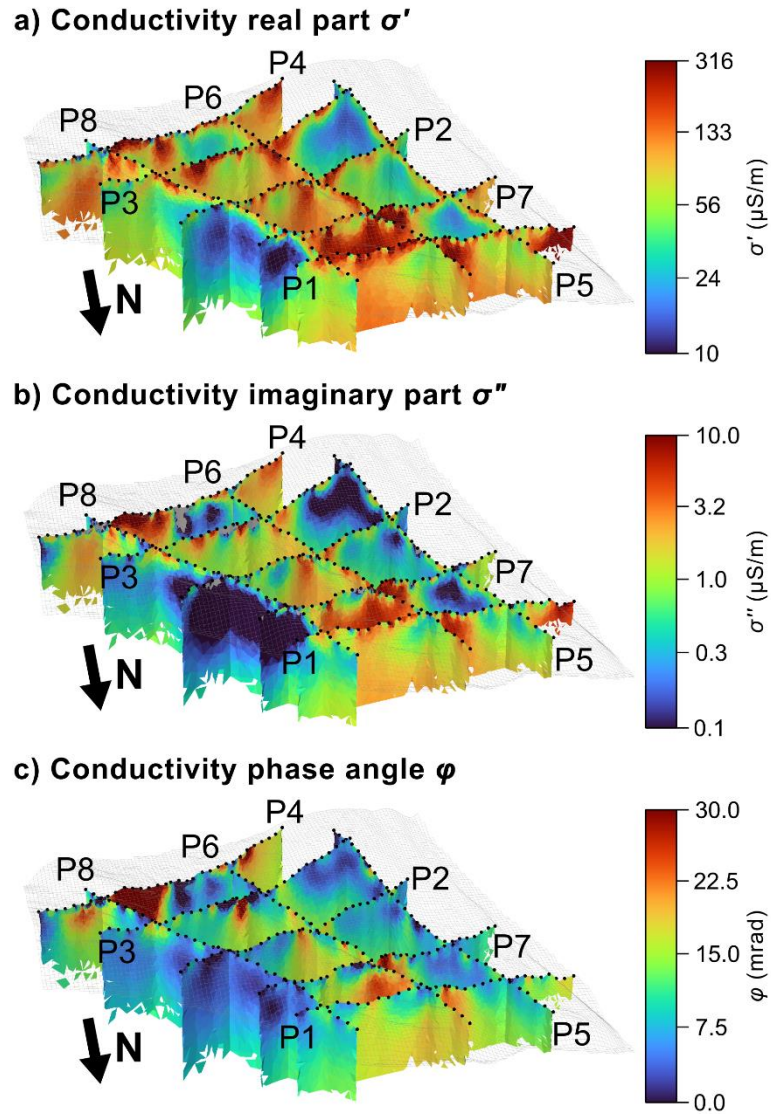 a) Conductivity real part σ'
P4
P6
P8
P2
P3
P7
P1
P5
N
316
133
56
24
10
σ' (μS/m)
b) Conductivity imaginary part σ"
P4
P6
P8
P2
P3
P7
P1
P5
N
10.0
3.2
1.0
0.3
0.1
σ" (μS/m)
c) Conductivity phase angle φ
P4
P6
P8
P2
P3
P7
P1
P5
N
30.0
22.5
15.0
7.5
0.0
φ (mrad)